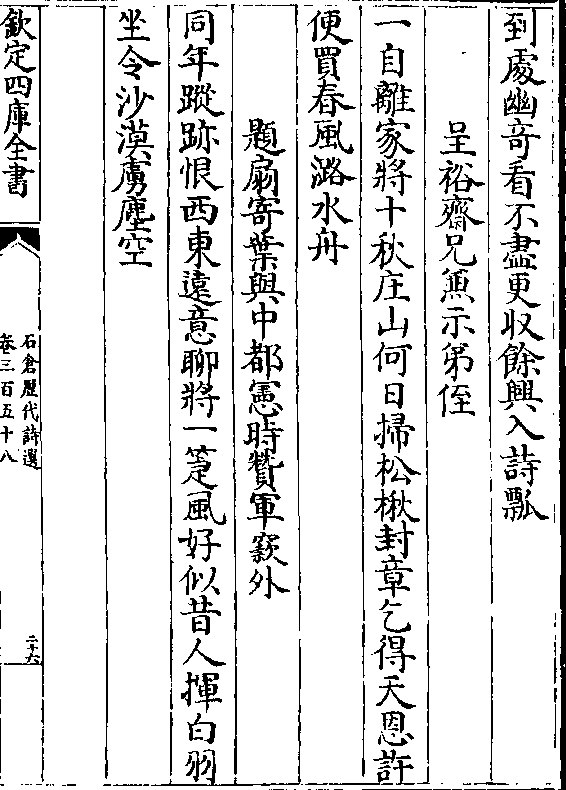 到處幽竒看不盡更収餘興入詩瓢
呈裕齋兄兼示弟侄
一自離家將十秋庄山何日掃松楸封章乞得天恩許
便買春風潞水舟
題扇寄葉與中都憲時贊軍𡨥外
同年蹤跡恨西東遠意聊將一箑風好似昔人揮白羽
坐令沙漠虜塵空
欽定四庫全書
石倉歴代詩選
卷三百五十八
二十六